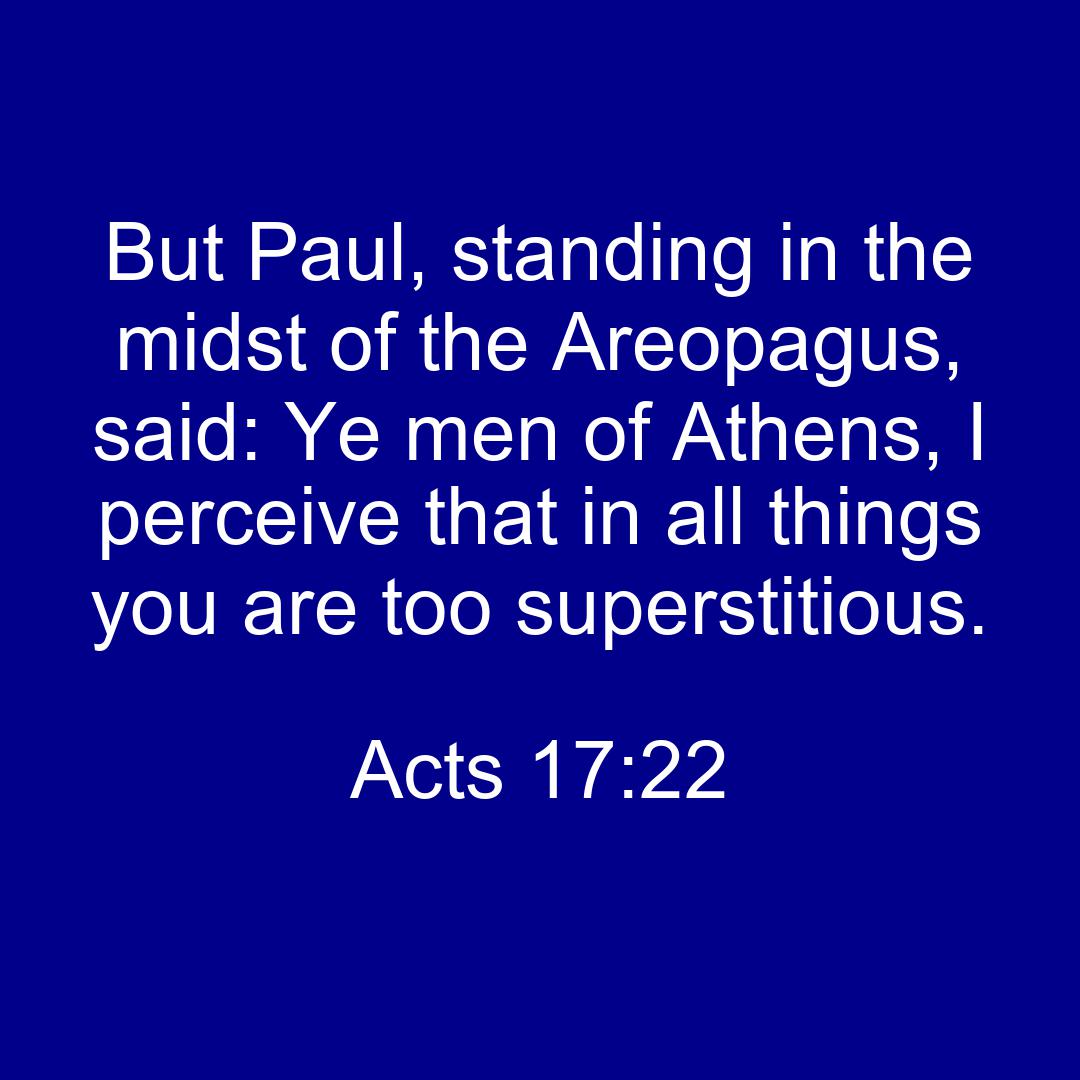 But Paul, standing in the
midst of the Areopagus,
said: Ye men of Athens, I
perceive that in all things
you are too superstitious.
Acts 17:22